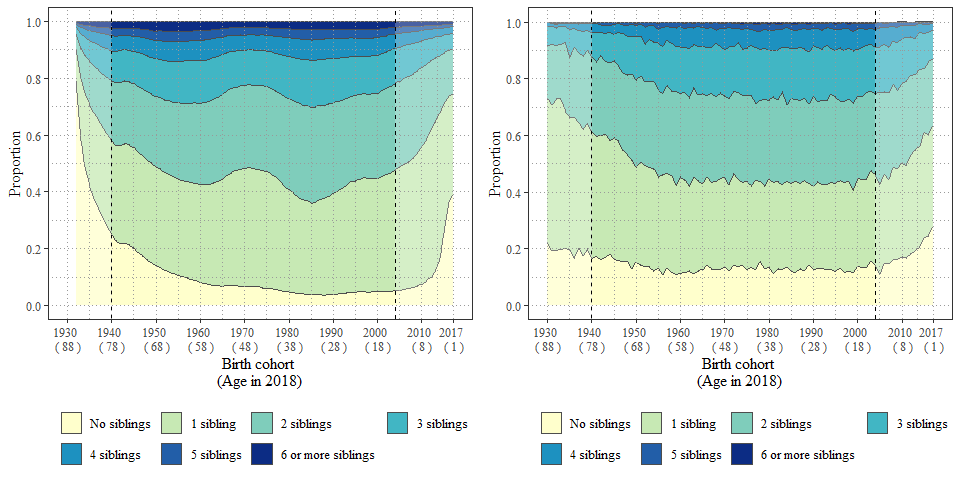 1.0
0.8
0.6
0.4
0.2
0.0
Proportion
1930 1940 1950 1960 1970 1980 1990 2000 2010 2017
( 88 ) ( 78 ) ( 68 ) ( 58 ) ( 48 ) ( 38 ) ( 28 ) ( 18 ) ( 8 ) ( 1 )
Birth cohort
(Age in 2018)
No siblings 1 sibling 2 siblings 3 siblings
4 siblings 5 siblings 6 or more siblings
1.0
0.8
0.6
0.4
0.2
0.0
Proportion
1930 1940 1950 1960 1970 1980 1990 2000 2010 2017
( 88 ) ( 78 ) ( 68 ) ( 58 ) ( 48 ) ( 38 ) ( 28 ) ( 18 ) ( 8 ) ( 1 )
Birth cohort
(Age in 2018)
No siblings 1 sibling 2 siblings 3 siblings
4 siblings 5 siblings 6 or more siblings